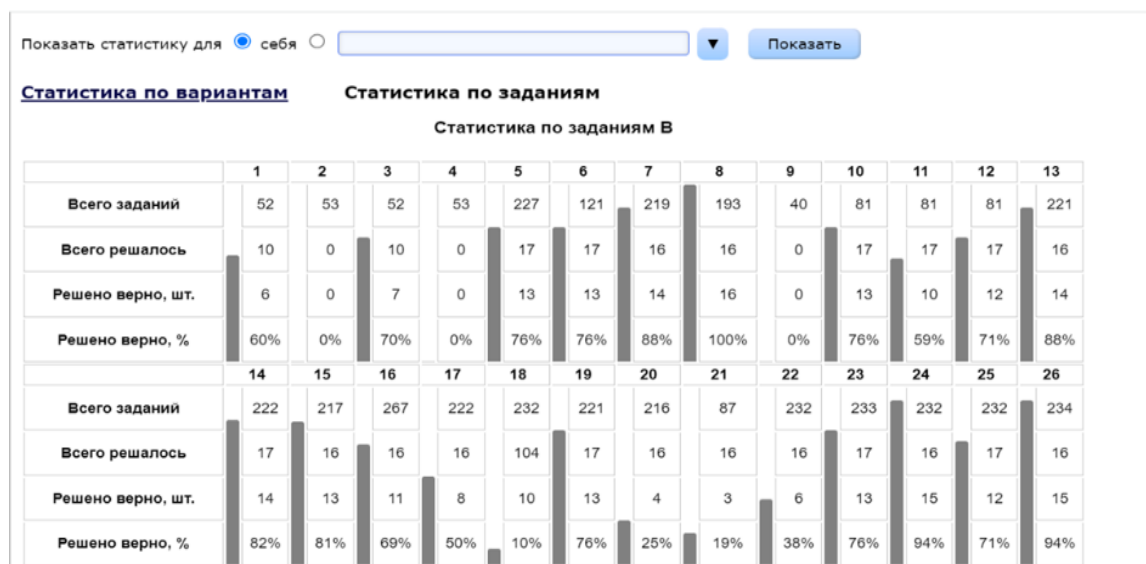 Показать статистику для себя ▼ Показать
Статистика по вариантам Статистика по заданиям
Статистика по заданиям В
1 2 3 4 5 6 7 8 9 10 11 12 13
Всего заданий 52 53 52 53 227 121 219 193 40 81 81 81 221
Всего решалось 10 0 10 0 17 17 16 16 0 17 17 17 16
Решено верно, шт. 6 0 7 0 13 13 14 16 0 13 10 12 14
Решено верно, % 60% 0% 70% 0% 76% 76% 88% 100% 0% 76% 59% 71% 88%
14 15 16 17 18 19 20 21 22 23 24 25 26
Всего заданий 222 217 267 222 232 221 216 87 232 233 232 232 234
Всего решалось 17 16 16 16 104 17 16 16 16 17 16 17 16
Решено верно, шт. 14 13 11 8 10 13 4 3 6 13 15 12 15
Решено верно, % 82% 81% 69% 50% 10% 76% 25% 19% 38% 76% 94% 71% 94%